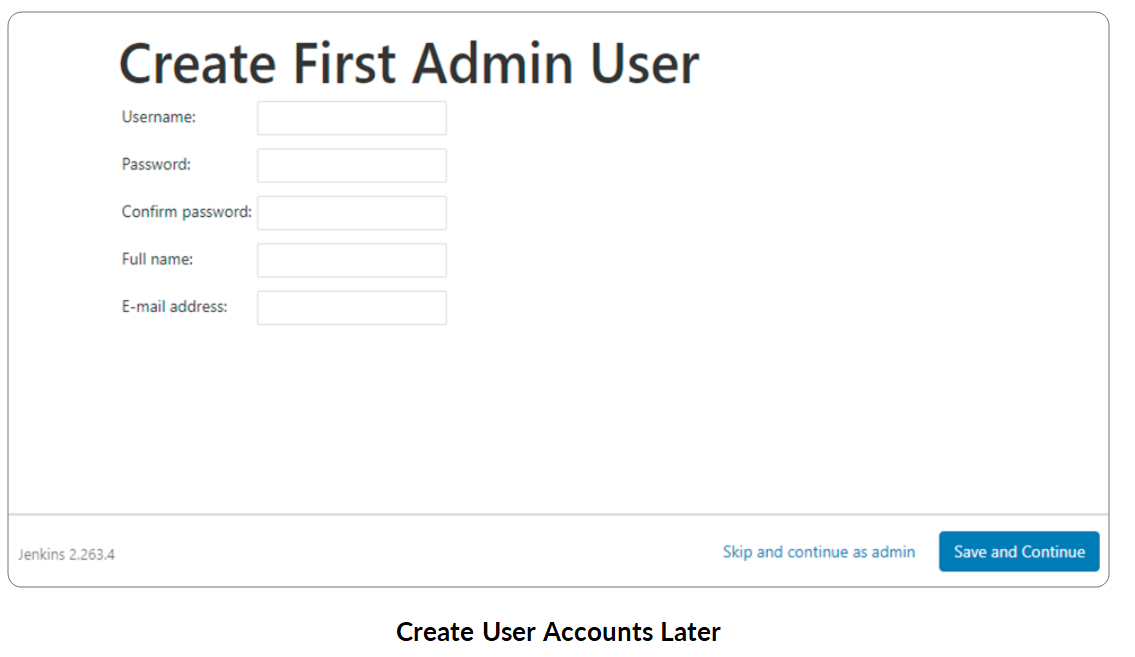 Create First Admin User
Username:
Password:
Confirm password:
Full name:
E-mail address:
Jenkins 2.263.4
Skip and continue as admin
Save and Continue
Create User Accounts Later